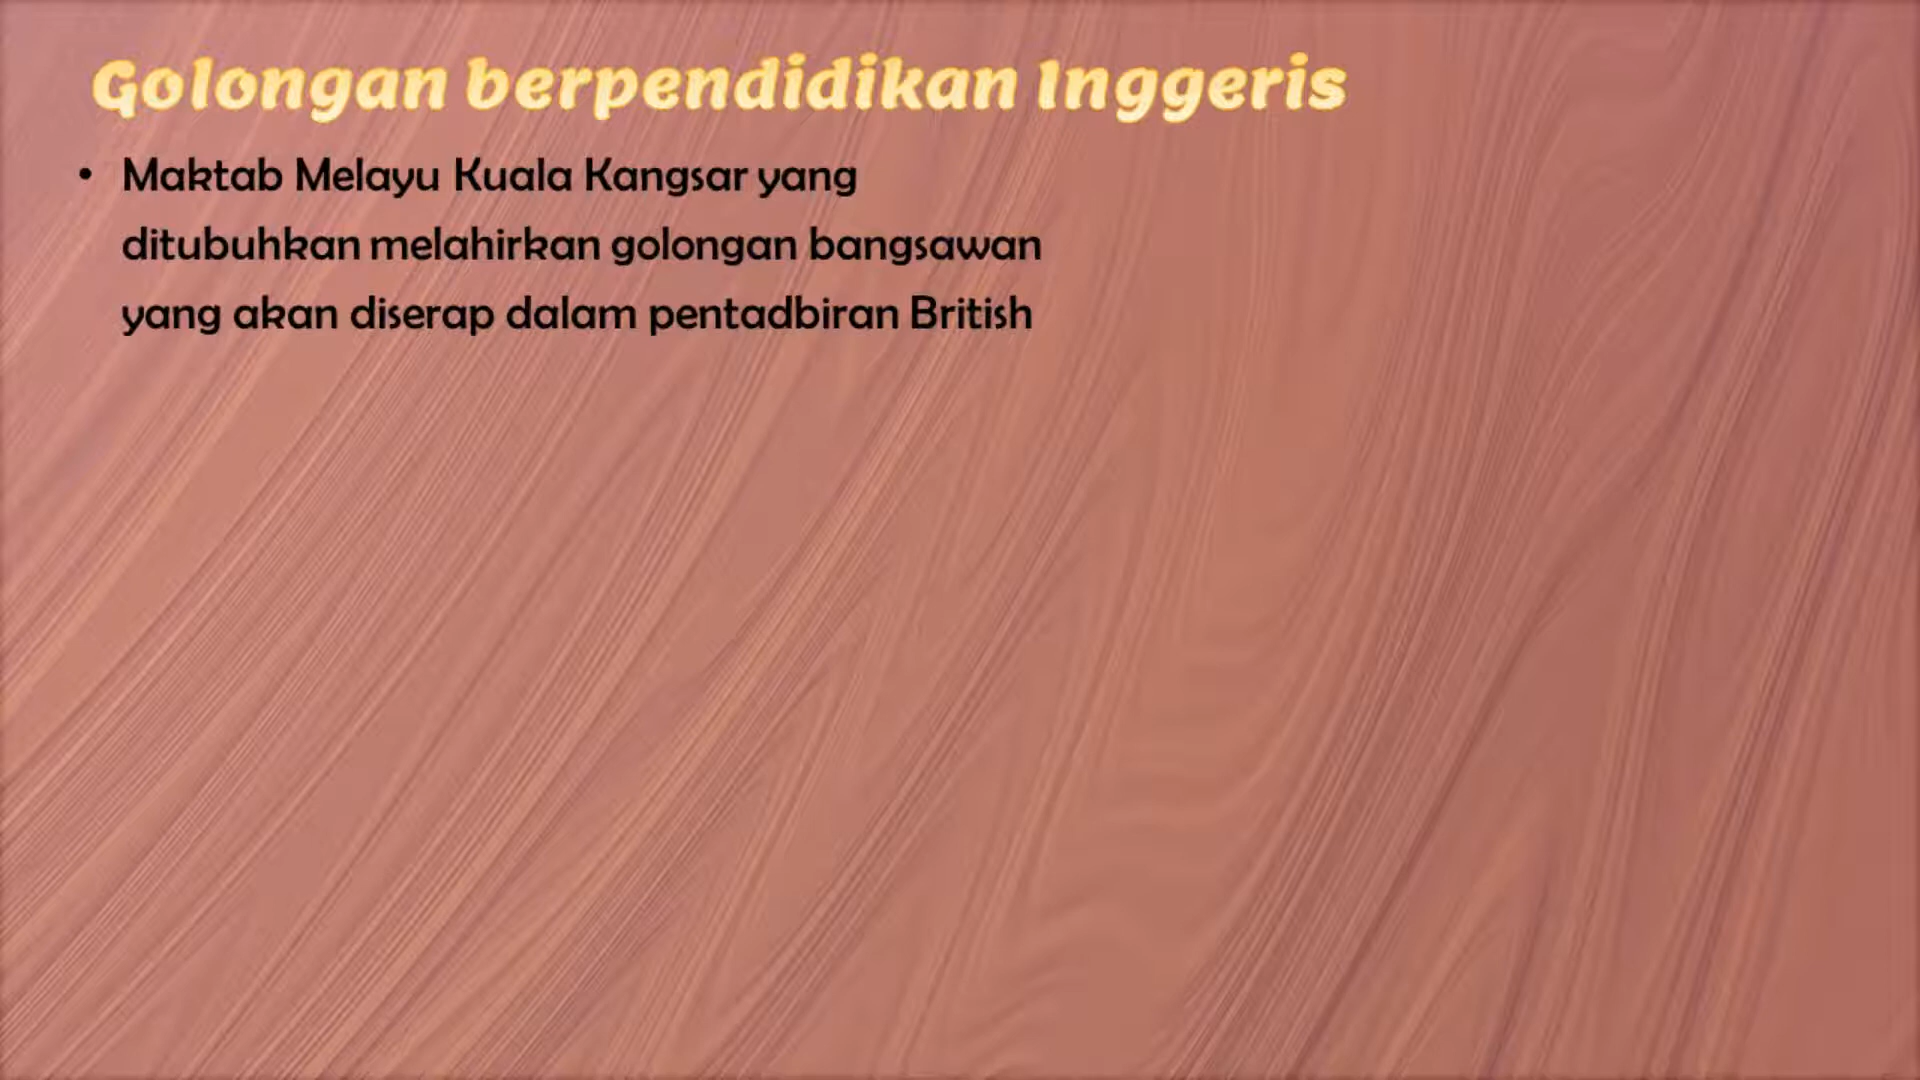 Golongan berpendidikan Inggeris
• Maktab Melayu Kuala Kangsar yang
ditubuhkan melahirkan golongan bangsawan
yang akan diserap dalam pentadbiran British